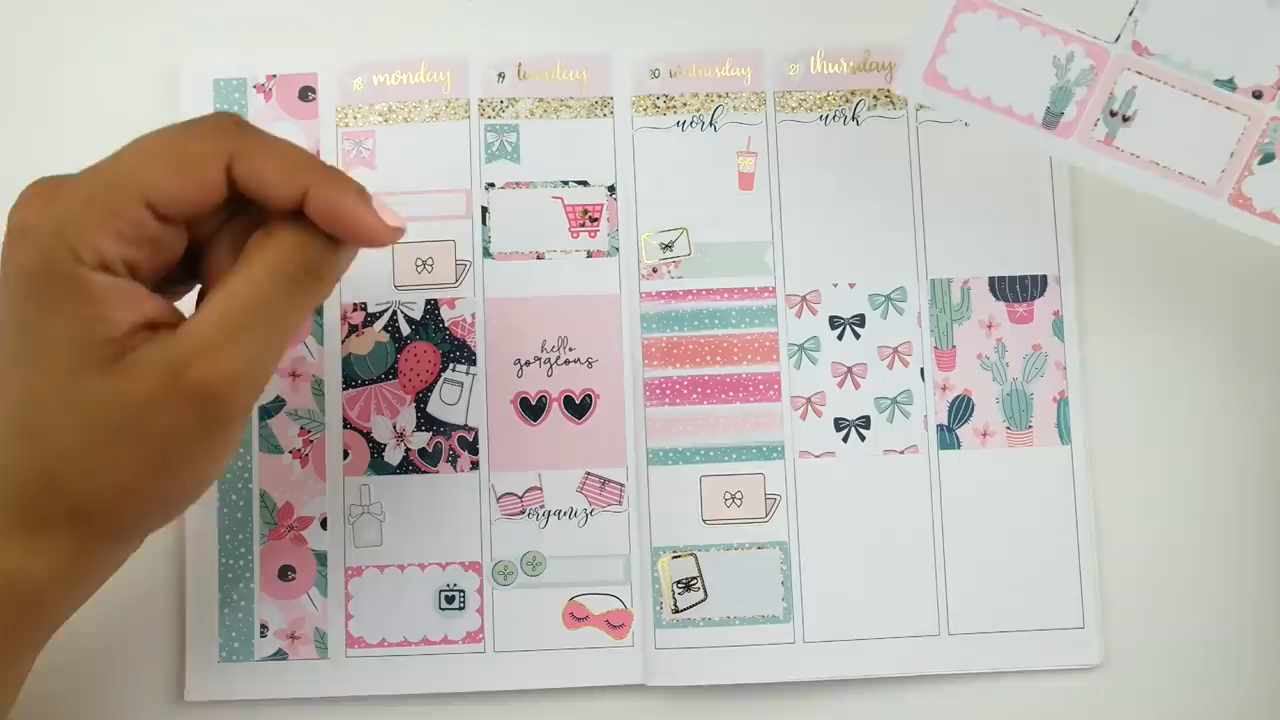 18 monday
19 tuesday
20 wednesday
21 thursday
work
work
hello
gorgeous
organize